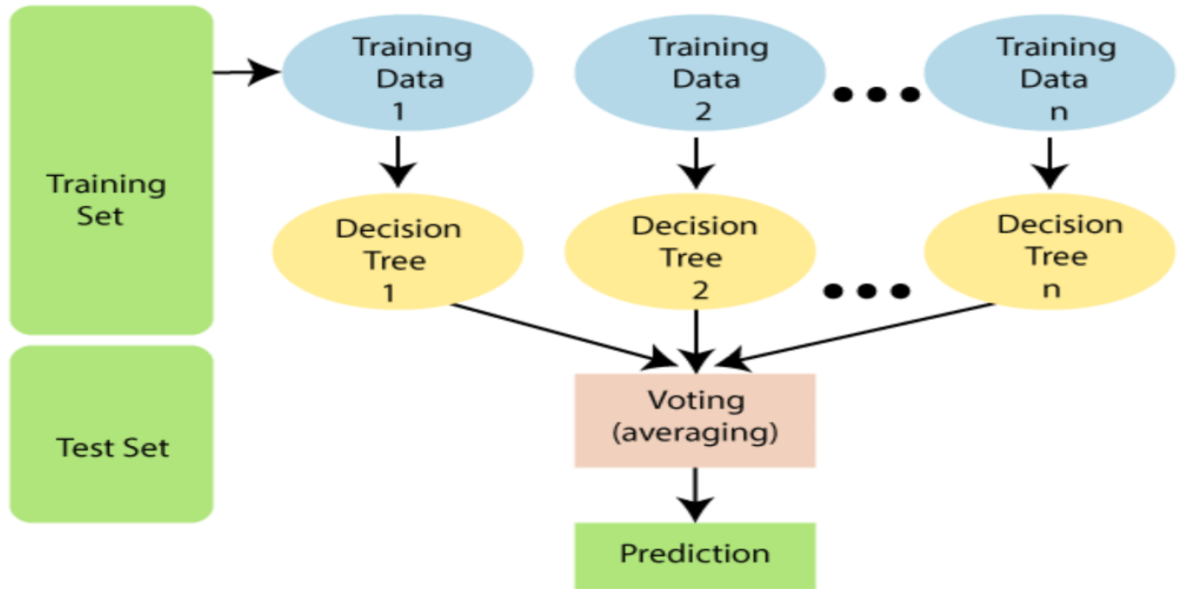 Training
Set
Test Set
Training
Data
1
Training
Data
2
Training
Data
n
Decision
Tree
1
Decision
Tree
2
Decision
Tree
n
Voting
(averaging)
Prediction